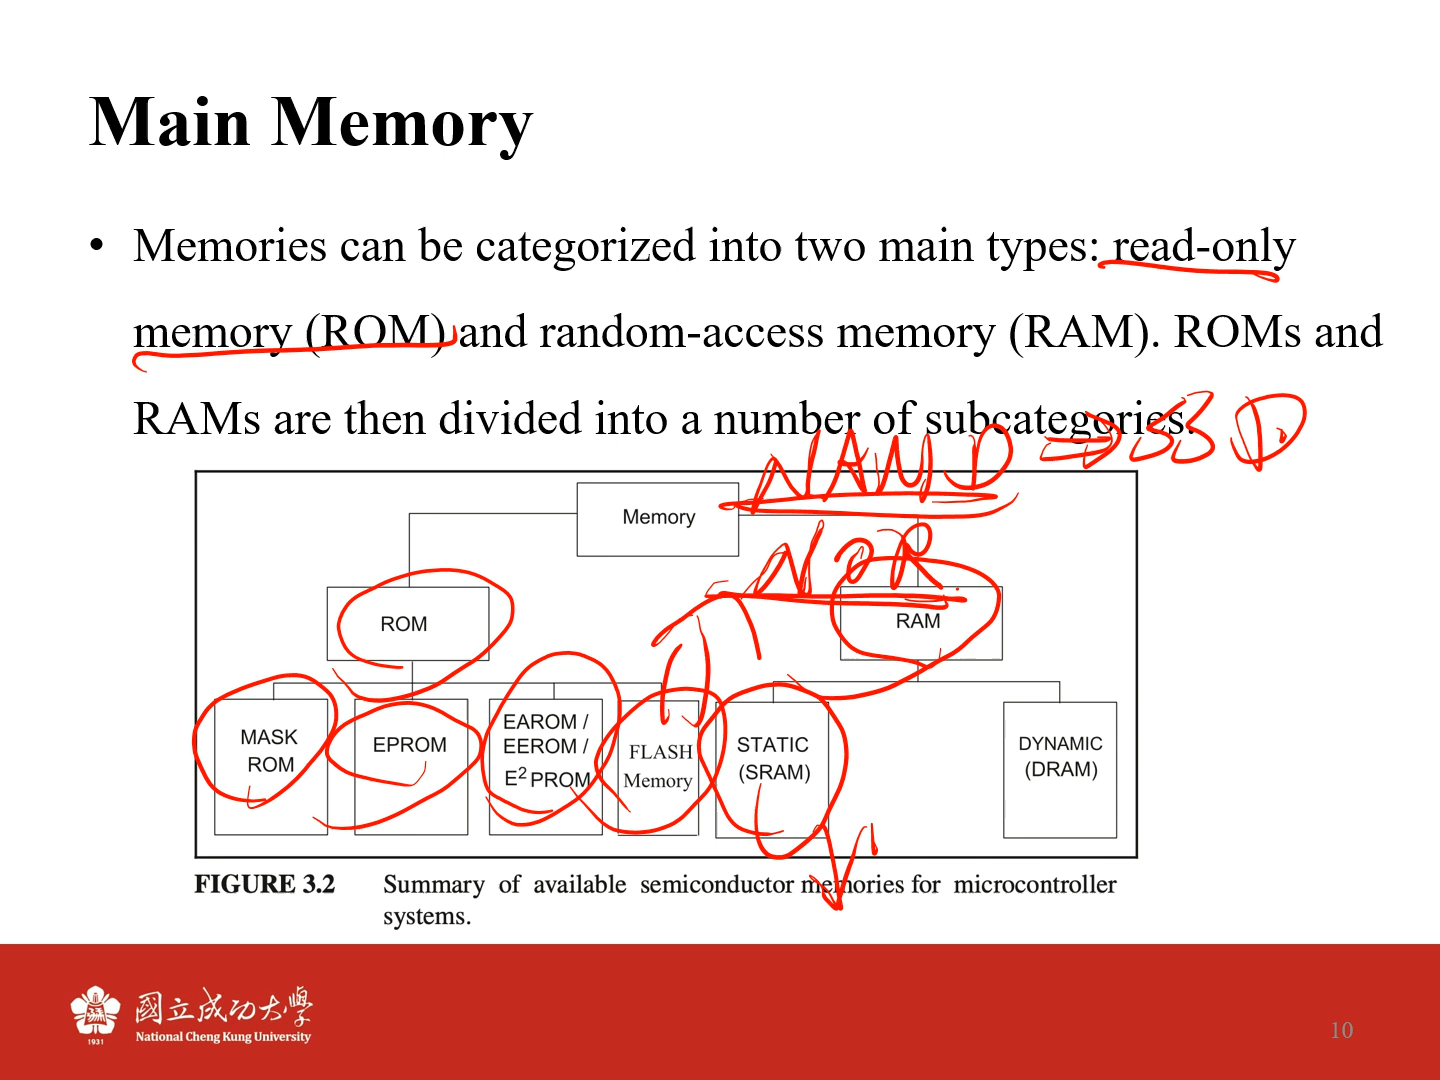 Main Memory
• Memories can be categorized into two main types: read-only
memory (ROM) and random-access memory (RAM). ROMs and
RAMs are then divided into a number of subcategories.
NAND ⇒ SSD
Memory
NOR
ROM
RAM
MASK
ROM
EPROM
EAROM /
EEROM /
E² PROM
FLASH
Memory
STATIC
(SRAM)
DYNAMIC
(DRAM)
FIGURE 3.2 Summary of available semiconductor memories for microcontroller
systems.
國立成功大學
National Cheng Kung University
1931
10